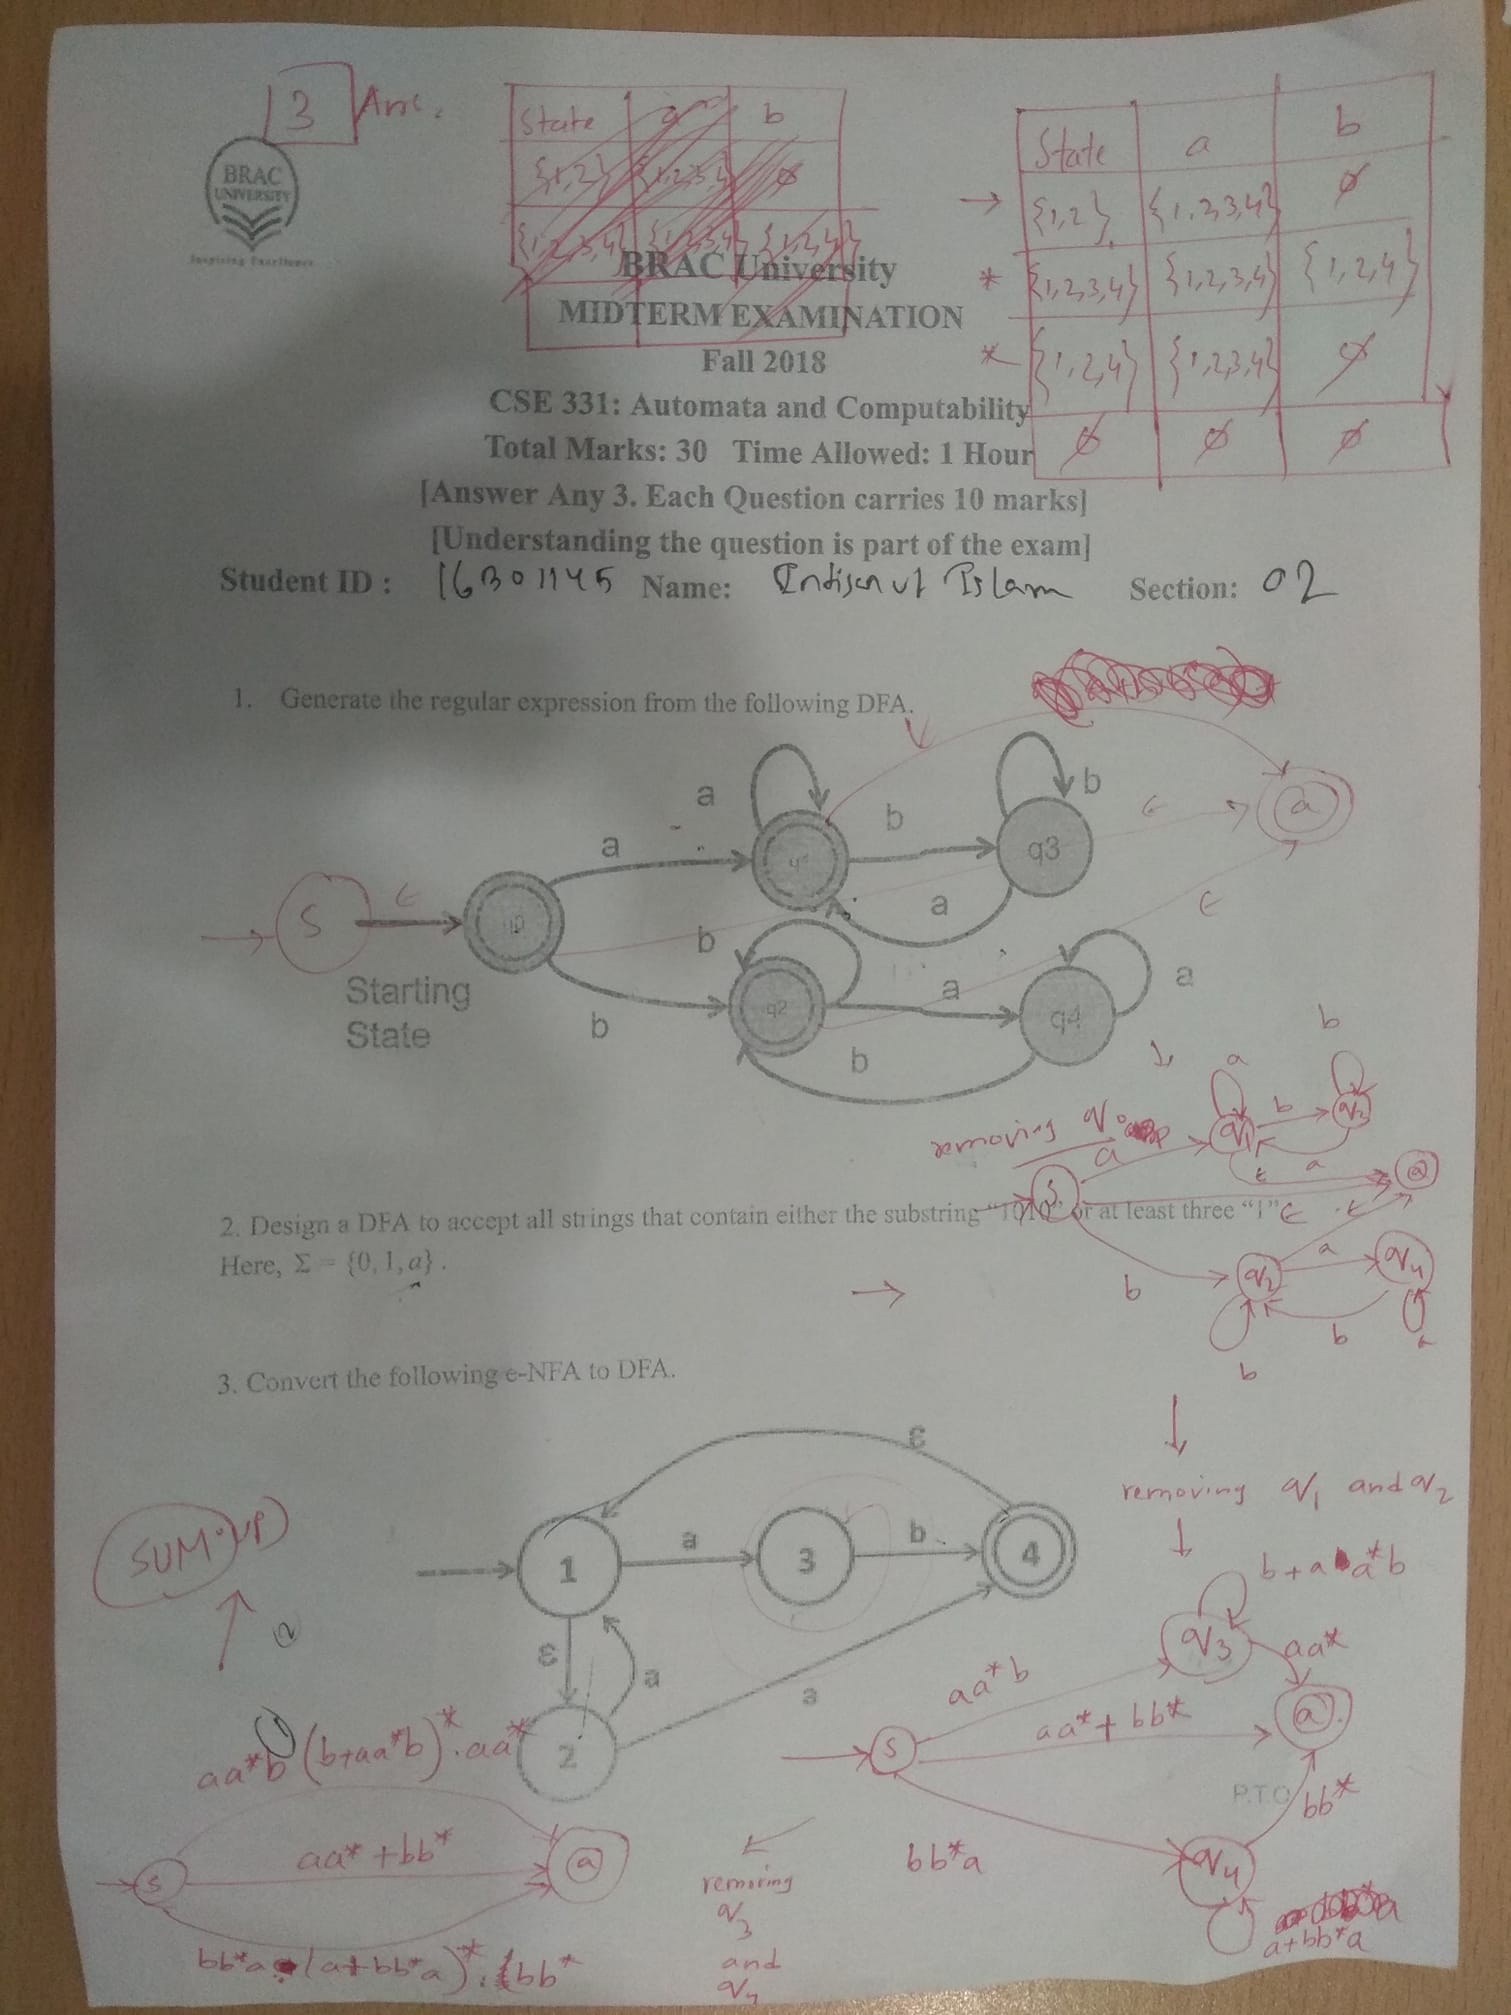 3 Ans.
BRAC
UNIVERSITY
Inspiring Excellence
State a b
{1,2} {1,2,3,4} ∅
{1,2,3,4} {1,2,3,4} {1,2,4}
State a b
→ {1,2} {1,2,3,4} ∅
* {1,2,3,4} {1,2,3,4} {1,2,4}
* {1,2,4} {1,2,3,4} ∅
∅ ∅ ∅
BRAC University
MIDTERM EXAMINATION
Fall 2018
CSE 331: Automata and Computability
Total Marks: 30 Time Allowed: 1 Hour
[Answer Any 3. Each Question carries 10 marks]
[Understanding the question is part of the exam]
Student ID : 16301145 Name: Islam Section: 02
1. Generate the regular expression from the following DFA.
a b
a b ϵ a
q1 q3
S ϵ q0
a
b ϵ
Starting
State
q2 a q4 a
b b
removing q0
a b
q1 b q3
a
s a ϵ a
ϵ ϵ
b q2 a q4
b b a
2. Design a DFA to accept all strings that contain either the substring "1010" or at least three "1"
Here, Σ = {0, 1, a} .
3. Convert the following e-NFA to DFA.
ε
1 a 3 b 4
ε a
2 a
removing q1 and q2
b+aa*b
q3
aa*b aa*
s aa* + bb* a
bb*
bb*a q4
a+bb*a
P.T.O
SUM UP
aa*b (b+aa*b)* . aa*
s aa* + bb* a
bb*a (a+bb*a)* . bb*
removing
q3
and
q4